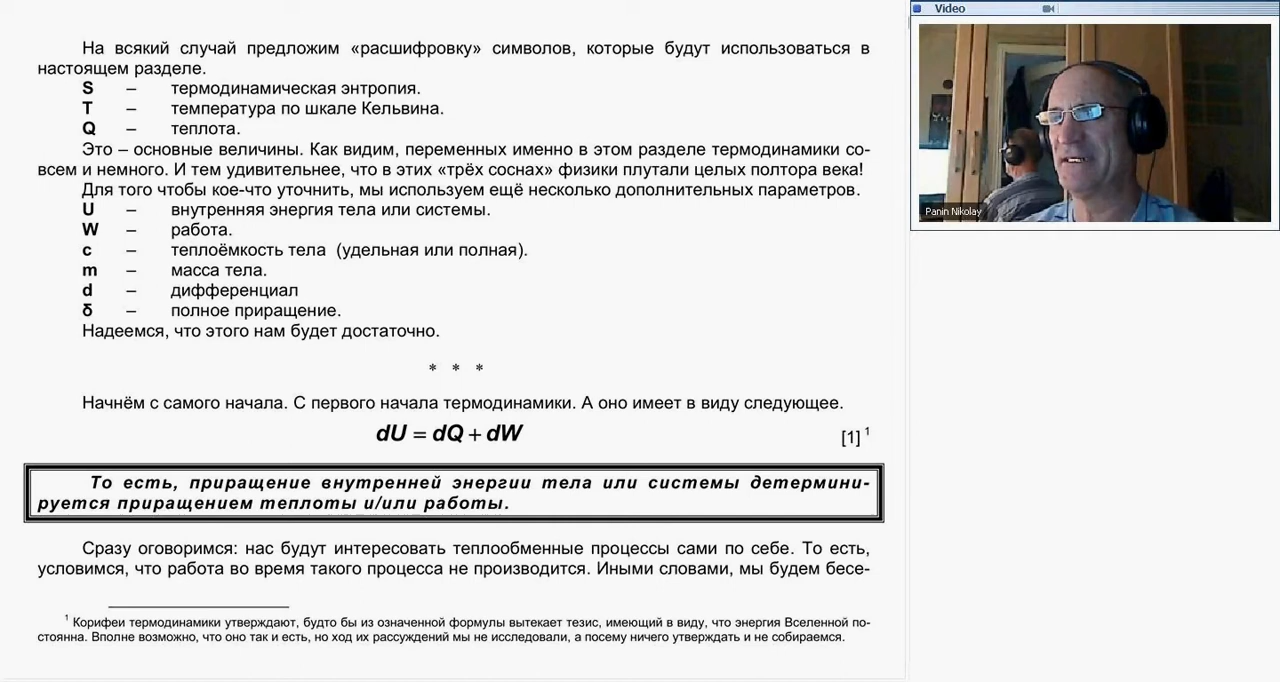 На всякий случай предложим «расшифровку» символов, которые будут использоваться в
настоящем разделе.
S – термодинамическая энтропия.
T – температура по шкале Кельвина.
Q – теплота.
Это – основные величины. Как видим, переменных именно в этом разделе термодинамики со-
всем и немного. И тем удивительнее, что в этих «трёх соснах» физики плутали целых полтора века!
Для того чтобы кое-что уточнить, мы используем ещё несколько дополнительных параметров.
U – внутренняя энергия тела или системы.
W – работа.
c – теплоёмкость тела (удельная или полная).
m – масса тела.
d – дифференциал
δ – полное приращение.
Надеемся, что этого нам будет достаточно.
* * *
Начнём с самого начала. С первого начала термодинамики. А оно имеет в виду следующее.
dU = dQ + dW [1] 1
То есть, приращение внутренней энергии тела или системы детермини-
руется приращением теплоты и/или работы.
Сразу оговоримся: нас будут интересовать теплообменные процессы сами по себе. То есть,
условимся, что работа во время такого процесса не производится. Иными словами, мы будем бесе-
1 Корифеи термодинамики утверждают, будто бы из означенной формулы вытекает тезис, имеющий в виду, что энергия Вселенной по-
стоянна. Вполне возможно, что оно так и есть, но ход их рассуждений мы не исследовали, а посему ничего утверждать и не собираемся.
Video
Panin Nikolay